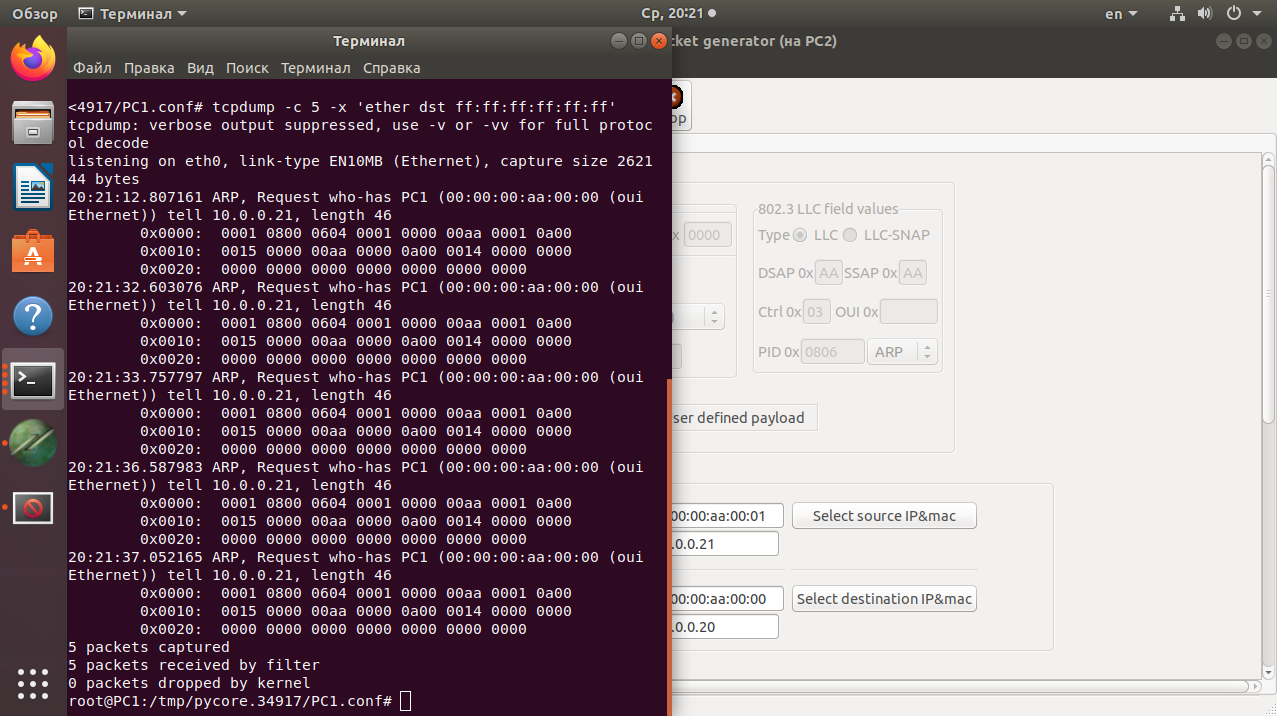 Обзор Терминал Ср, 20:21 en
Терминал
cket generator (на PC2)
Файл Правка Вид Поиск Терминал Справка
<4917/PC1.conf# tcpdump -c 5 -x 'ether dst ff:ff:ff:ff:ff:ff'
tcpdump: verbose output suppressed, use -v or -vv for full protoc
ol decode
listening on eth0, link-type EN10MB (Ethernet), capture size 2621
44 bytes
20:21:12.807161 ARP, Request who-has PC1 (00:00:00:aa:00:00 (oui
Ethernet)) tell 10.0.0.21, length 46
0x0000: 0001 0800 0604 0001 0000 00aa 0001 0a00
0x0010: 0015 0000 00aa 0000 0a00 0014 0000 0000
0x0020: 0000 0000 0000 0000 0000 0000 0000
20:21:32.603076 ARP, Request who-has PC1 (00:00:00:aa:00:00 (oui
Ethernet)) tell 10.0.0.21, length 46
0x0000: 0001 0800 0604 0001 0000 00aa 0001 0a00
0x0010: 0015 0000 00aa 0000 0a00 0014 0000 0000
0x0020: 0000 0000 0000 0000 0000 0000 0000
20:21:33.757797 ARP, Request who-has PC1 (00:00:00:aa:00:00 (oui
Ethernet)) tell 10.0.0.21, length 46
0x0000: 0001 0800 0604 0001 0000 00aa 0001 0a00
0x0010: 0015 0000 00aa 0000 0a00 0014 0000 0000
0x0020: 0000 0000 0000 0000 0000 0000 0000
20:21:36.587983 ARP, Request who-has PC1 (00:00:00:aa:00:00 (oui
Ethernet)) tell 10.0.0.21, length 46
0x0000: 0001 0800 0604 0001 0000 00aa 0001 0a00
0x0010: 0015 0000 00aa 0000 0a00 0014 0000 0000
0x0020: 0000 0000 0000 0000 0000 0000 0000
20:21:37.052165 ARP, Request who-has PC1 (00:00:00:aa:00:00 (oui
Ethernet)) tell 10.0.0.21, length 46
0x0000: 0001 0800 0604 0001 0000 00aa 0001 0a00
0x0010: 0015 0000 00aa 0000 0a00 0014 0000 0000
0x0020: 0000 0000 0000 0000 0000 0000 0000
5 packets captured
5 packets received by filter
0 packets dropped by kernel
root@PC1:/tmp/pycore.34917/PC1.conf#
op
802.3 LLC field values
x 0000
Type LLC LLC-SNAP
DSAP 0x AA SSAP 0x AA
Ctrl 0x 03 OUI 0x
)
PID 0x 0806 ARP
ser defined payload
00:00:aa:00:01 Select source IP&mac
.0.0.21
00:00:aa:00:00 Select destination IP&mac
.0.0.20